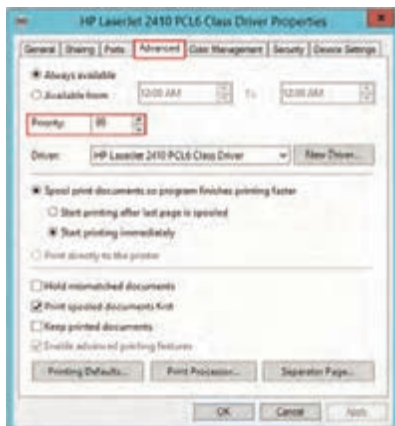 HP LaserJet 2410 PCL6 Class Driver Properties
General Sharing Ports Advanced Color Management Security Device Settings
Always available
Available from 12:00 AM To 12:00 AM
Priority:
Driver: HP LaserJet 2410 PCL6 Class Driver New Driver...
Spool print documents so program finishes printing faster
Start printing after last page is spooled
Start printing immediately
Print directly to the printer
Hold mismatched documents
Print spooled documents first
Keep printed documents
Enable advanced printing features
Printing Defaults... Print Processor... Separator Page...
OK Cancel Apply